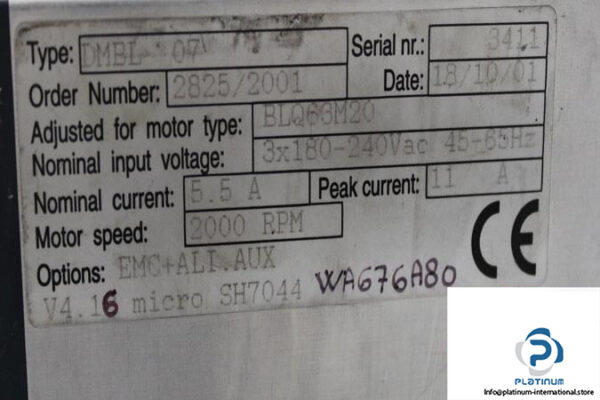 Type: DMBL 07
Serial nr.: 3411
Order Number: 2825/2001
Date: 18/10/01
Adjusted for motor type: BLQ63M20
Nominal input voltage: 3x180-240Vac 45-65Hz
Nominal current: 5.5 A
Peak current: 11 A
Motor speed: 2000 RPM
Options: EMC+ALI.AUX
V4.16 micro SH7044 WA676A80
CE
PLATINUM
Info@platinum-international.store